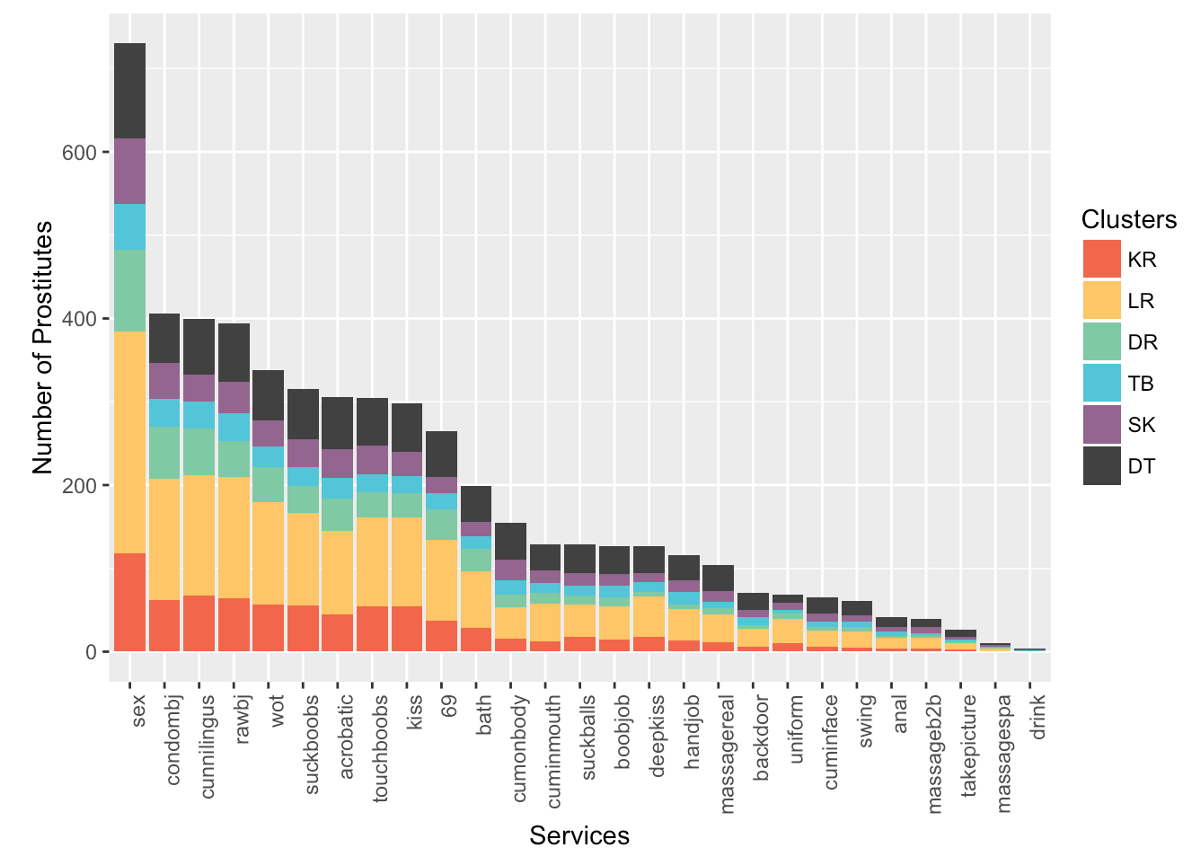 600
400
200
0
Number of Prostitutes
sex
condombj
cunnilingus
rawbj
wot
suckboobs
acrobatic
touchboobs
kiss
69
bath
cumonbody
cuminmouth
suckballs
boobjob
deepkiss
handjob
massagereal
backdoor
uniform
cuminface
swing
anal
massageb2b
takepicture
massagespa
drink
Services
Clusters
KR
LR
DR
TB
SK
DT